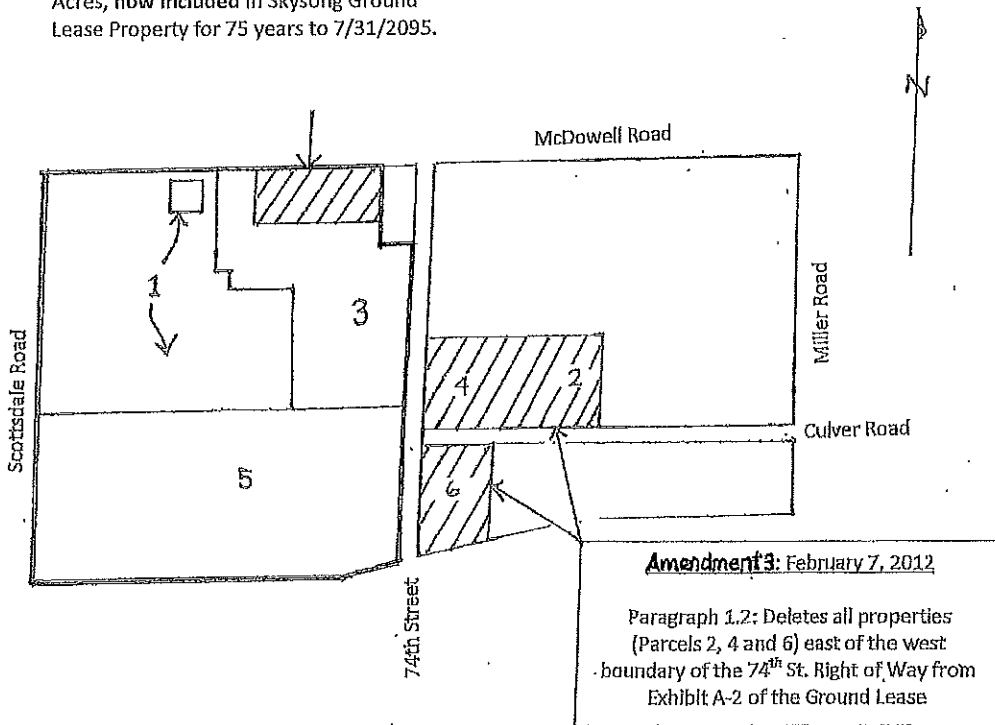 Acres, now included in Skysong Ground
Lease Property for 75 years to 7/31/2095.
N
McDowell Road
1
3
Scottsdale Road
Miller Road
4
2
Culver Road
5
6
74th Street
Amendment 3: February 7, 2012
Paragraph 1.2: Deletes all properties
(Parcels 2, 4 and 6) east of the west
boundary of the 74th St. Right of Way from
Exhibit A-2 of the Ground Lease